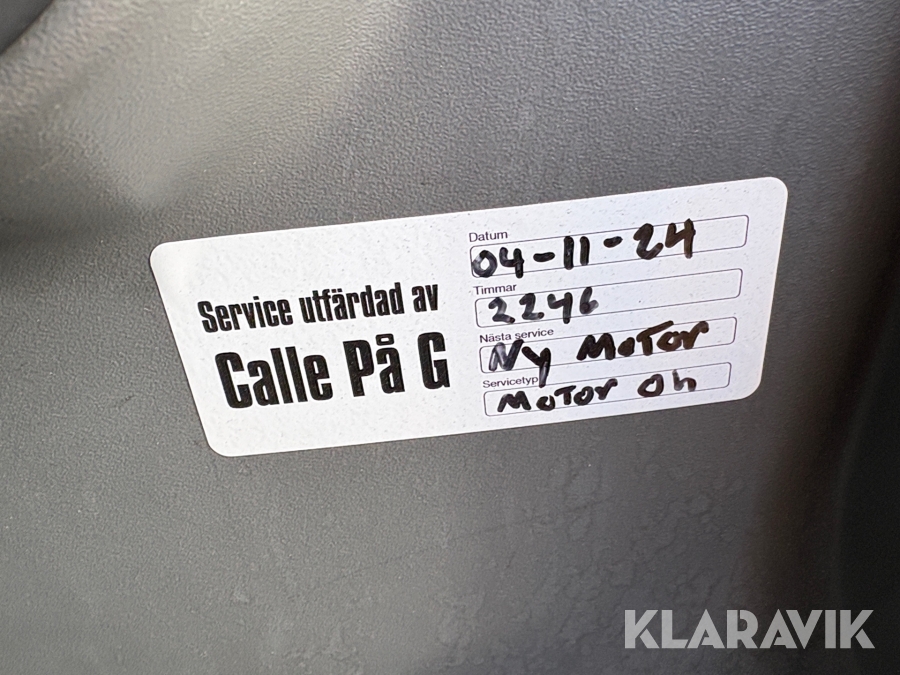 Service utfärdad av
Calle På G
Datum
04-11-24
Timmar
2246
Nästa service
Ny MoTor
Servicetyp
MoTor Oh
KLARAVIK